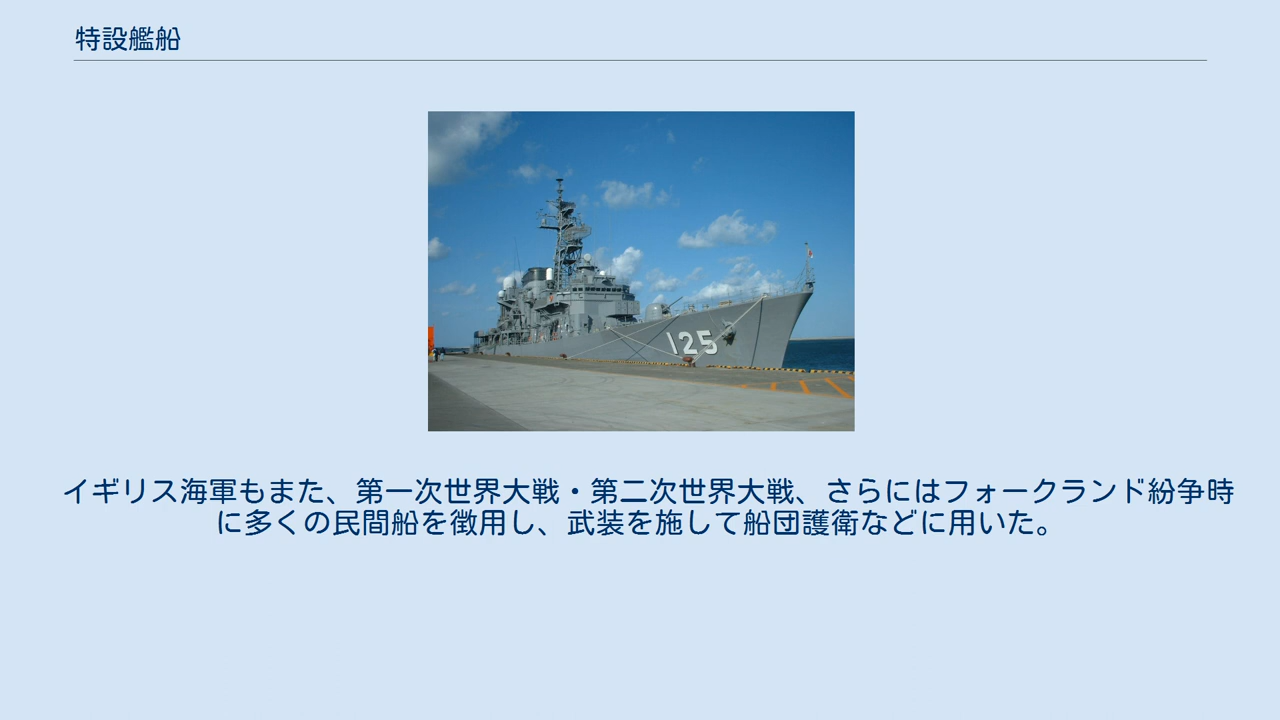 特設艦船
125
イギリス海軍もまた、第一次世界大戦・第二次世界大戦、さらにはフォークランド紛争時
に多くの民間船を徴用し、武装を施して船団護衛などに用いた。